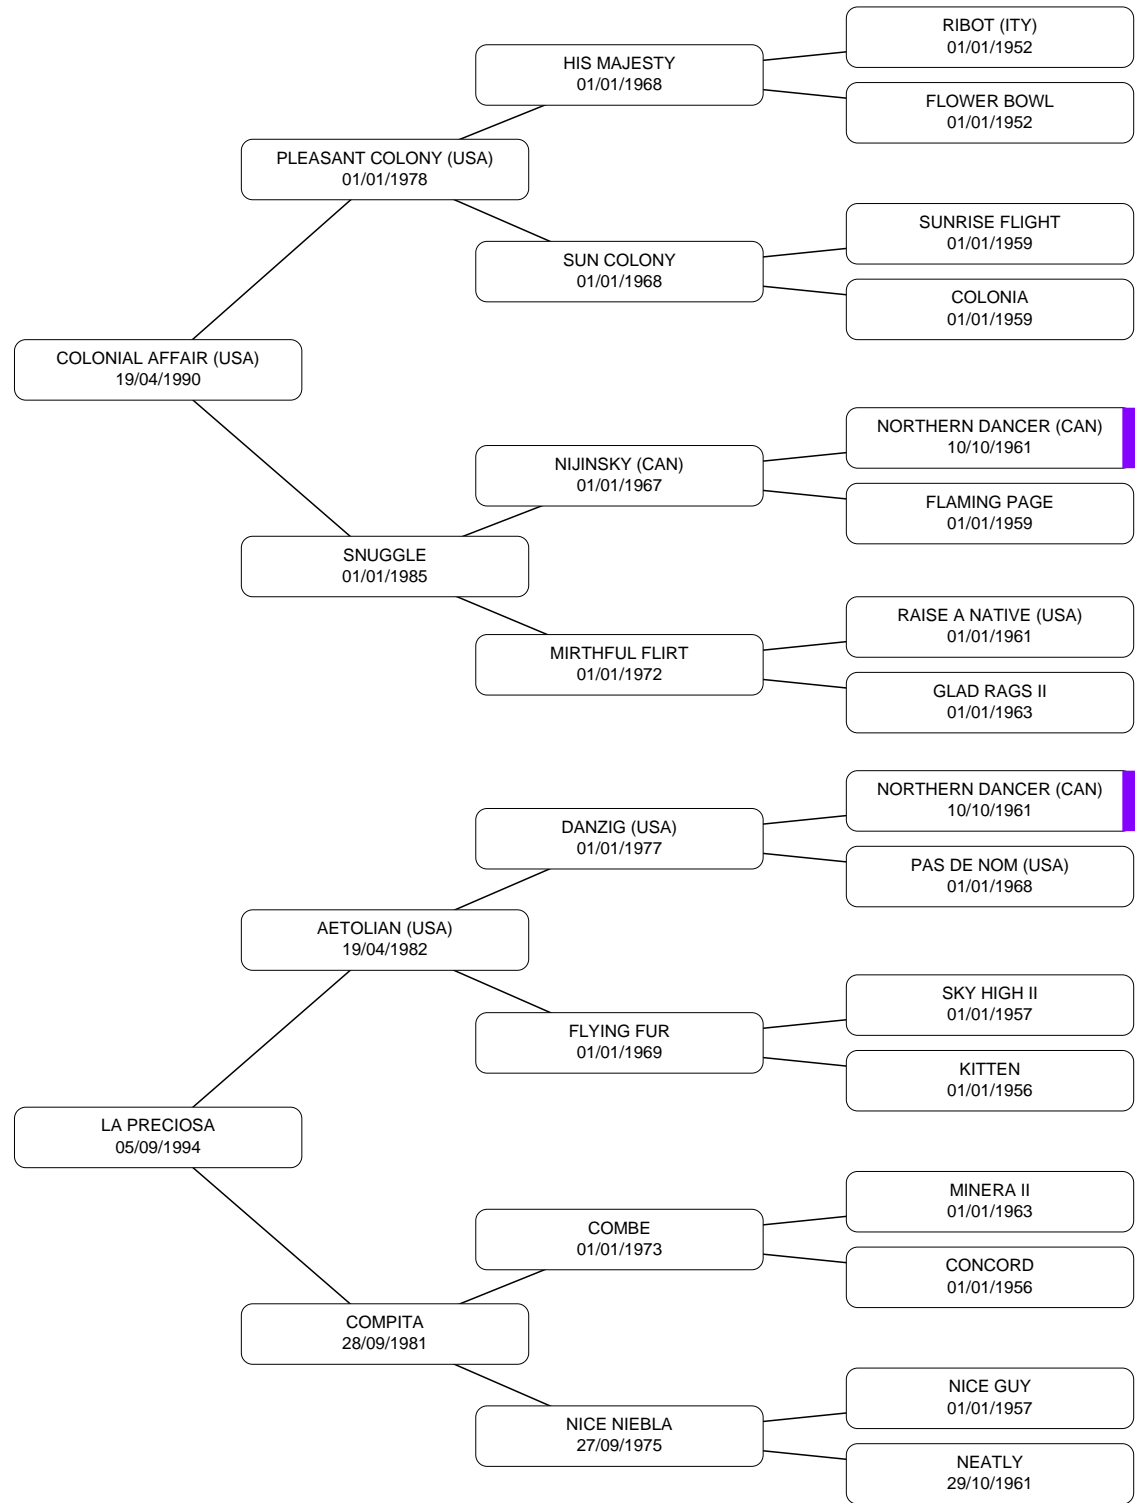 RIBOT (ITY)
01/01/1952
HIS MAJESTY
01/01/1968
FLOWER BOWL
01/01/1952
PLEASANT COLONY (USA)
01/01/1978
SUNRISE FLIGHT
01/01/1959
SUN COLONY
01/01/1968
COLONIA
01/01/1959
COLONIAL AFFAIR (USA)
19/04/1990
NORTHERN DANCER (CAN)
10/10/1961
NIJINSKY (CAN)
01/01/1967
FLAMING PAGE
01/01/1959
SNUGGLE
01/01/1985
RAISE A NATIVE (USA)
01/01/1961
MIRTHFUL FLIRT
01/01/1972
GLAD RAGS II
01/01/1963
NORTHERN DANCER (CAN)
10/10/1961
DANZIG (USA)
01/01/1977
PAS DE NOM (USA)
01/01/1968
AETOLIAN (USA)
19/04/1982
SKY HIGH II
01/01/1957
FLYING FUR
01/01/1969
KITTEN
01/01/1956
LA PRECIOSA
05/09/1994
MINERA II
01/01/1963
COMBE
01/01/1973
CONCORD
01/01/1956
COMPITA
28/09/1981
NICE GUY
01/01/1957
NICE NIEBLA
27/09/1975
NEATLY
29/10/1961